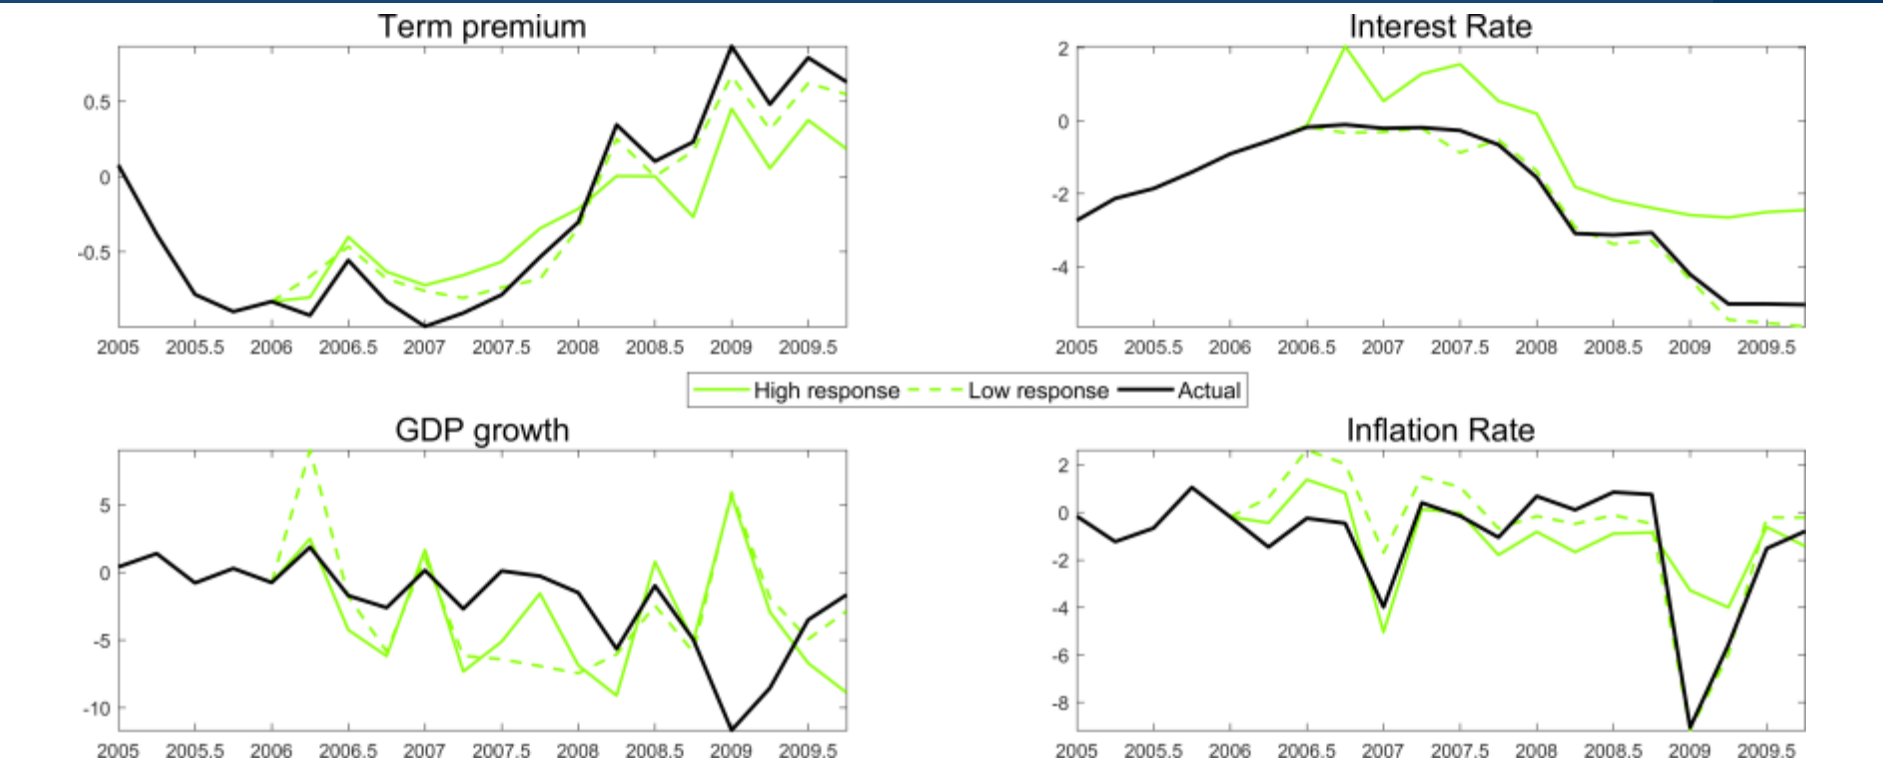 Term premium
0.5
0
-0.5
2005 2005.5 2006 2006.5 2007 2007.5 2008 2008.5 2009 2009.5
Interest Rate
2
0
-2
-4
2005 2005.5 2006 2006.5 2007 2007.5 2008 2008.5 2009 2009.5
High response Low response Actual
GDP growth
5
0
-5
-10
2005 2005.5 2006 2006.5 2007 2007.5 2008 2008.5 2009 2009.5
Inflation Rate
2
0
-2
-4
-6
-8
2005 2005.5 2006 2006.5 2007 2007.5 2008 2008.5 2009 2009.5